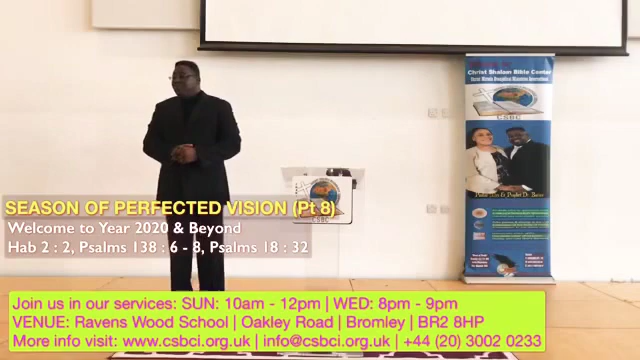 Christ Shalom Bible Center
CSBC
CSBC
SEASON OF PERFECTED VISION (Pt 8)
Welcome to Year 2020 & Beyond
Hab 2 : 2, Psalms 138 : 6 - 8, Psalms 18 : 32
Join us in our services: SUN: 10am - 12pm | WED: 8pm - 9pm
VENUE: Ravens Wood School | Oakley Road | Bromley | BR2 8HP
More info visit: www.csbci.org.uk | info@csbci.org.uk | +44 (20) 3002 0233